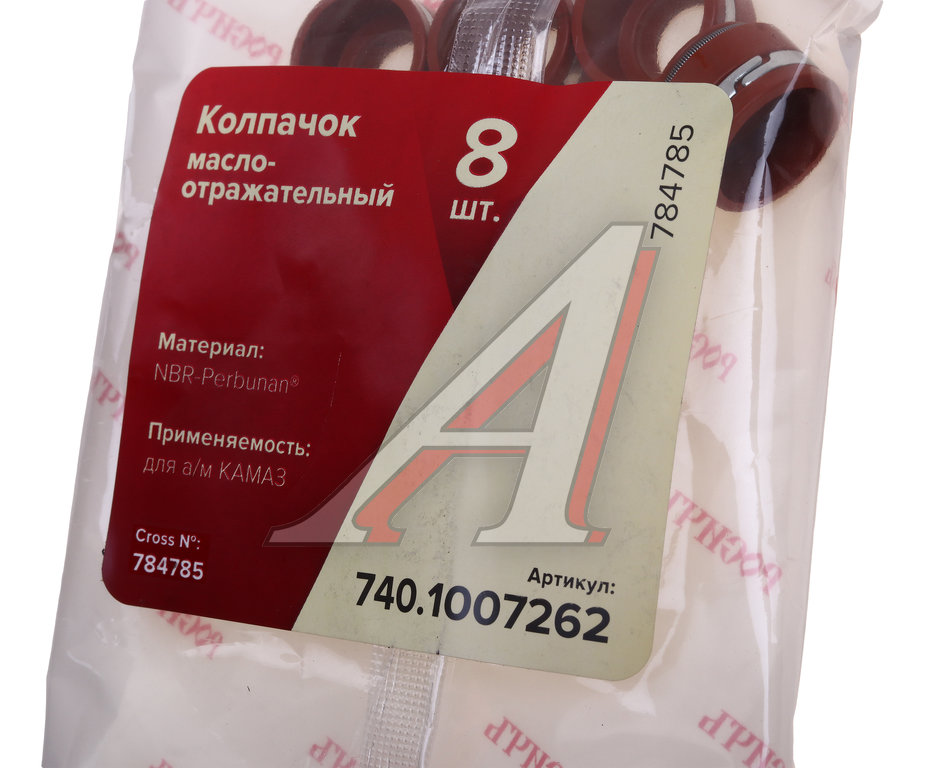 Колпачок
масло-
отражательный
8
шт.
784785
Материал:
NBR-Perbunan®
Применяемость:
для а/м КАМАЗ
Cross №:
784785
Артикул:
740.1007262
А